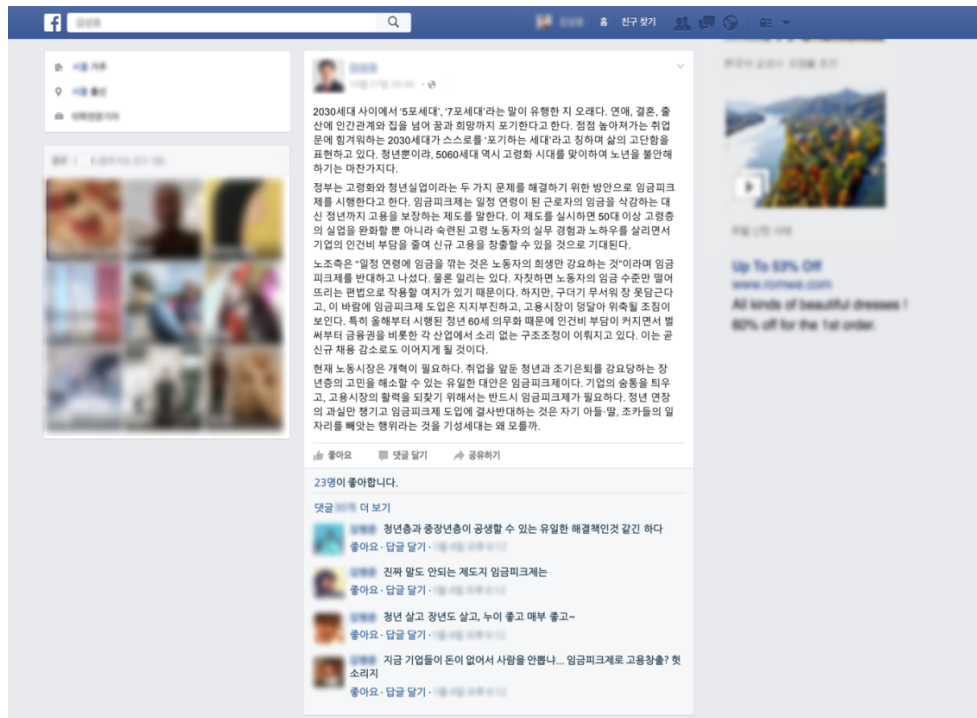 f
홈
친구 찾기
2030세대 사이에서 '5포세대', '7포세대'라는 말이 유행한 지 오래다. 연애, 결혼, 출
산에 인간관계와 집을 넘어 꿈과 희망까지 포기한다고 한다. 점점 높아져가는 취업
문에 힘겨워하는 2030세대가 스스로를 '포기하는 세대'라고 칭하며 삶의 고단함을
표현하고 있다. 청년뿐이랴, 5060세대 역시 고령화 시대를 맞이하여 노년을 불안해
하기는 마찬가지다.
정부는 고령화와 청년실업이라는 두 가지 문제를 해결하기 위한 방안으로 임금피크
제를 시행한다고 한다. 임금피크제는 일정 연령이 된 근로자의 임금을 삭감하는 대
신 정년까지 고용을 보장하는 제도를 말한다. 이 제도를 실시하면 50대 이상 고령층
의 실업을 완화할 뿐 아니라 숙련된 고령 노동자의 실무 경험과 노하우를 살리면서
기업의 인건비 부담을 줄여 신규 고용을 창출할 수 있을 것으로 기대된다.
노조측은 "일정 연령에 임금을 깎는 것은 노동자의 희생만 강요하는 것"이라며 임금
피크제를 반대하고 나섰다. 물론 일리는 있다. 자칫하면 노동자의 임금 수준만 떨어
뜨리는 편법으로 작용할 여지가 있기 때문이다. 하지만, 구더기 무서워 장 못담근다
고, 이 바람에 임금피크제 도입은 지지부진하고, 고용시장이 덩달아 위축될 조짐이
보인다. 특히 올해부터 시행된 정년 60세 의무화 때문에 인건비 부담이 커지면서 벌
써부터 금융권을 비롯한 각 산업에서 소리 없는 구조조정이 이뤄지고 있다. 이는 곧
신규 채용 감소로도 이어지게 될 것이다.
현재 노동시장은 개혁이 필요하다. 취업을 앞둔 청년과 조기은퇴를 강요당하는 장
년층의 고민을 해소할 수 있는 유일한 대안은 임금피크제이다. 기업의 숨통을 틔우
고, 고용시장의 활력을 되찾기 위해서는 반드시 임금피크제가 필요하다. 정년 연장
의 과실만 챙기고 임금피크제 도입에 결사반대하는 것은 자기 아들·딸, 조카들의 일
자리를 빼앗는 행위라는 것을 기성세대는 왜 모를까.
좋아요 댓글 달기 공유하기
23명이 좋아합니다.
댓글 더 보기
청년층과 중장년층이 공생할 수 있는 유일한 해결책인것 같긴 하다
좋아요 · 답글 달기 ·
진짜 말도 안되는 제도지 임금피크제는
좋아요 · 답글 달기 ·
청년 살고 장년도 살고, 누이 좋고 매부 좋고~
좋아요 · 답글 달기 ·
지금 기업들이 돈이 없어서 사람을 안뽑냐... 임금피크제로 고용창출? 헛
소리지
좋아요 · 답글 달기 ·
Up To 53% Off
www.romwe.com
All kinds of beautiful dresses !
60% off for the 1st order.